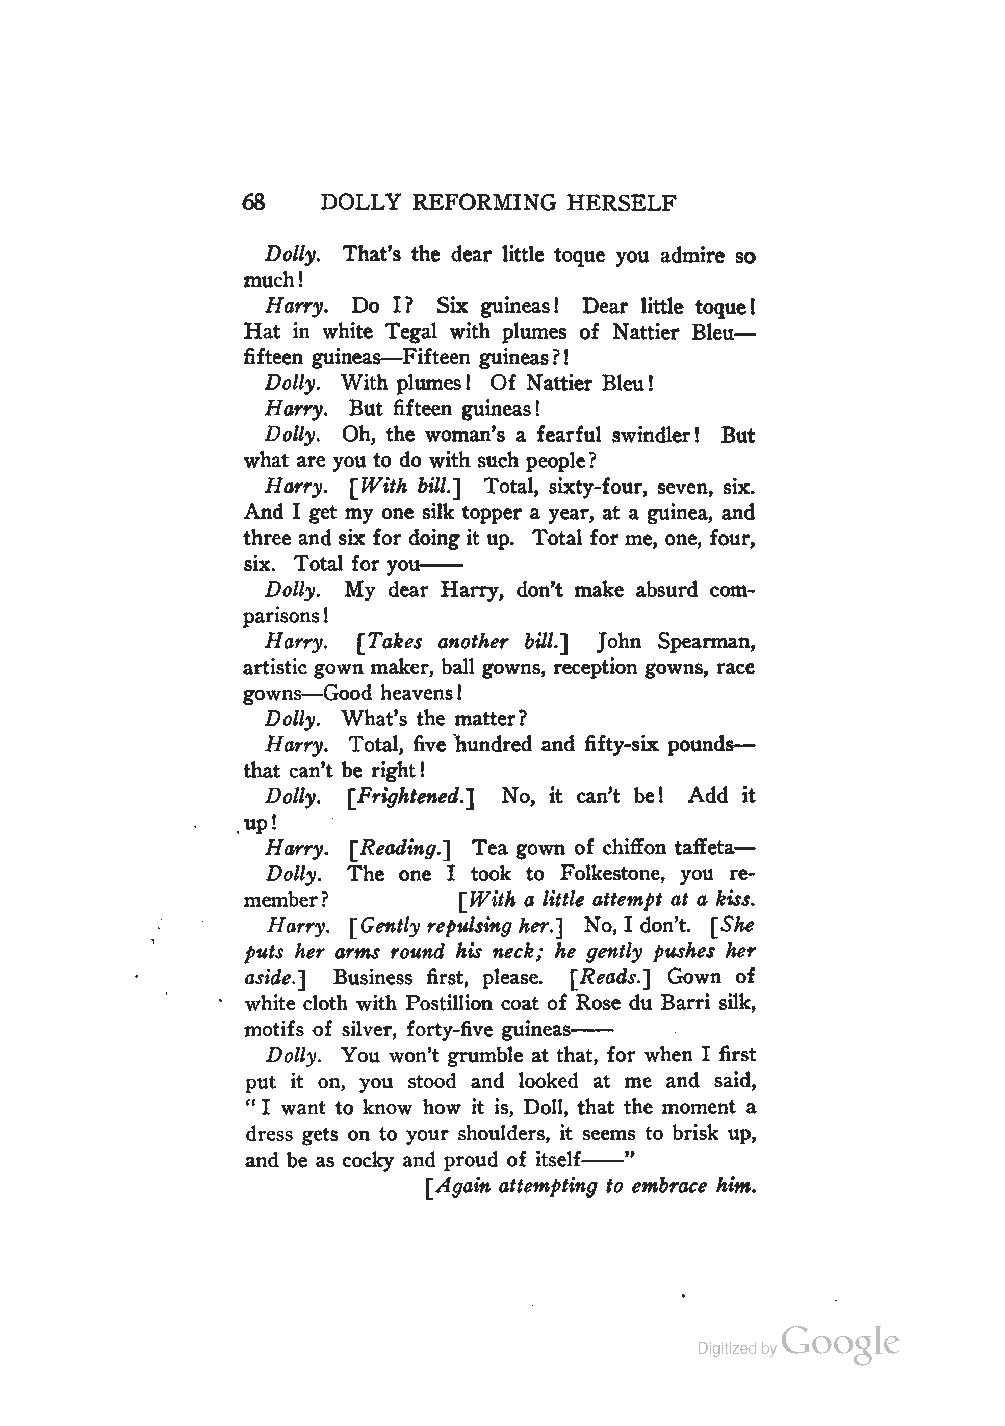 68 DOLLY REFORMING HERSELF
Dolly. That's the dear little toque you admire so
much!
Harry. Do I? Six guineas! Dear little toque!
Hat in white Tegal with plumes of Nattier Bleu—
fifteen guineas—Fifteen guineas?!
Dolly. With plumes! Of Nattier Bleu!
Harry. But fifteen guineas!
Dolly. Oh, the woman's a fearful swindler! But
what are you to do with such people?
Harry. [With bill.] Total, sixty-four, seven, six.
And I get my one silk topper a year, at a guinea, and
three and six for doing it up. Total for me, one, four,
six. Total for you——
Dolly. My dear Harry, don't make absurd com-
parisons!
Harry. [Takes another bill.] John Spearman,
artistic gown maker, ball gowns, reception gowns, race
gowns—Good heavens!
Dolly. What's the matter?
Harry. Total, five hundred and fifty-six pounds—
that can't be right!
Dolly. [Frightened.] No, it can't be! Add it
up!
Harry. [Reading.] Tea gown of chiffon taffeta—
Dolly. The one I took to Folkestone, you re-
member? [With a little attempt at a kiss.
Harry. [Gently repulsing her.] No, I don't. [She
puts her arms round his neck; he gently pushes her
aside.] Business first, please. [Reads.] Gown of
white cloth with Postillion coat of Rose du Barri silk,
motifs of silver, forty-five guineas——
Dolly. You won't grumble at that, for when I first
put it on, you stood and looked at me and said,
"I want to know how it is, Doll, that the moment a
dress gets on to your shoulders, it seems to brisk up,
and be as cocky and proud of itself——"
[Again attempting to embrace him.
Digitized by Google